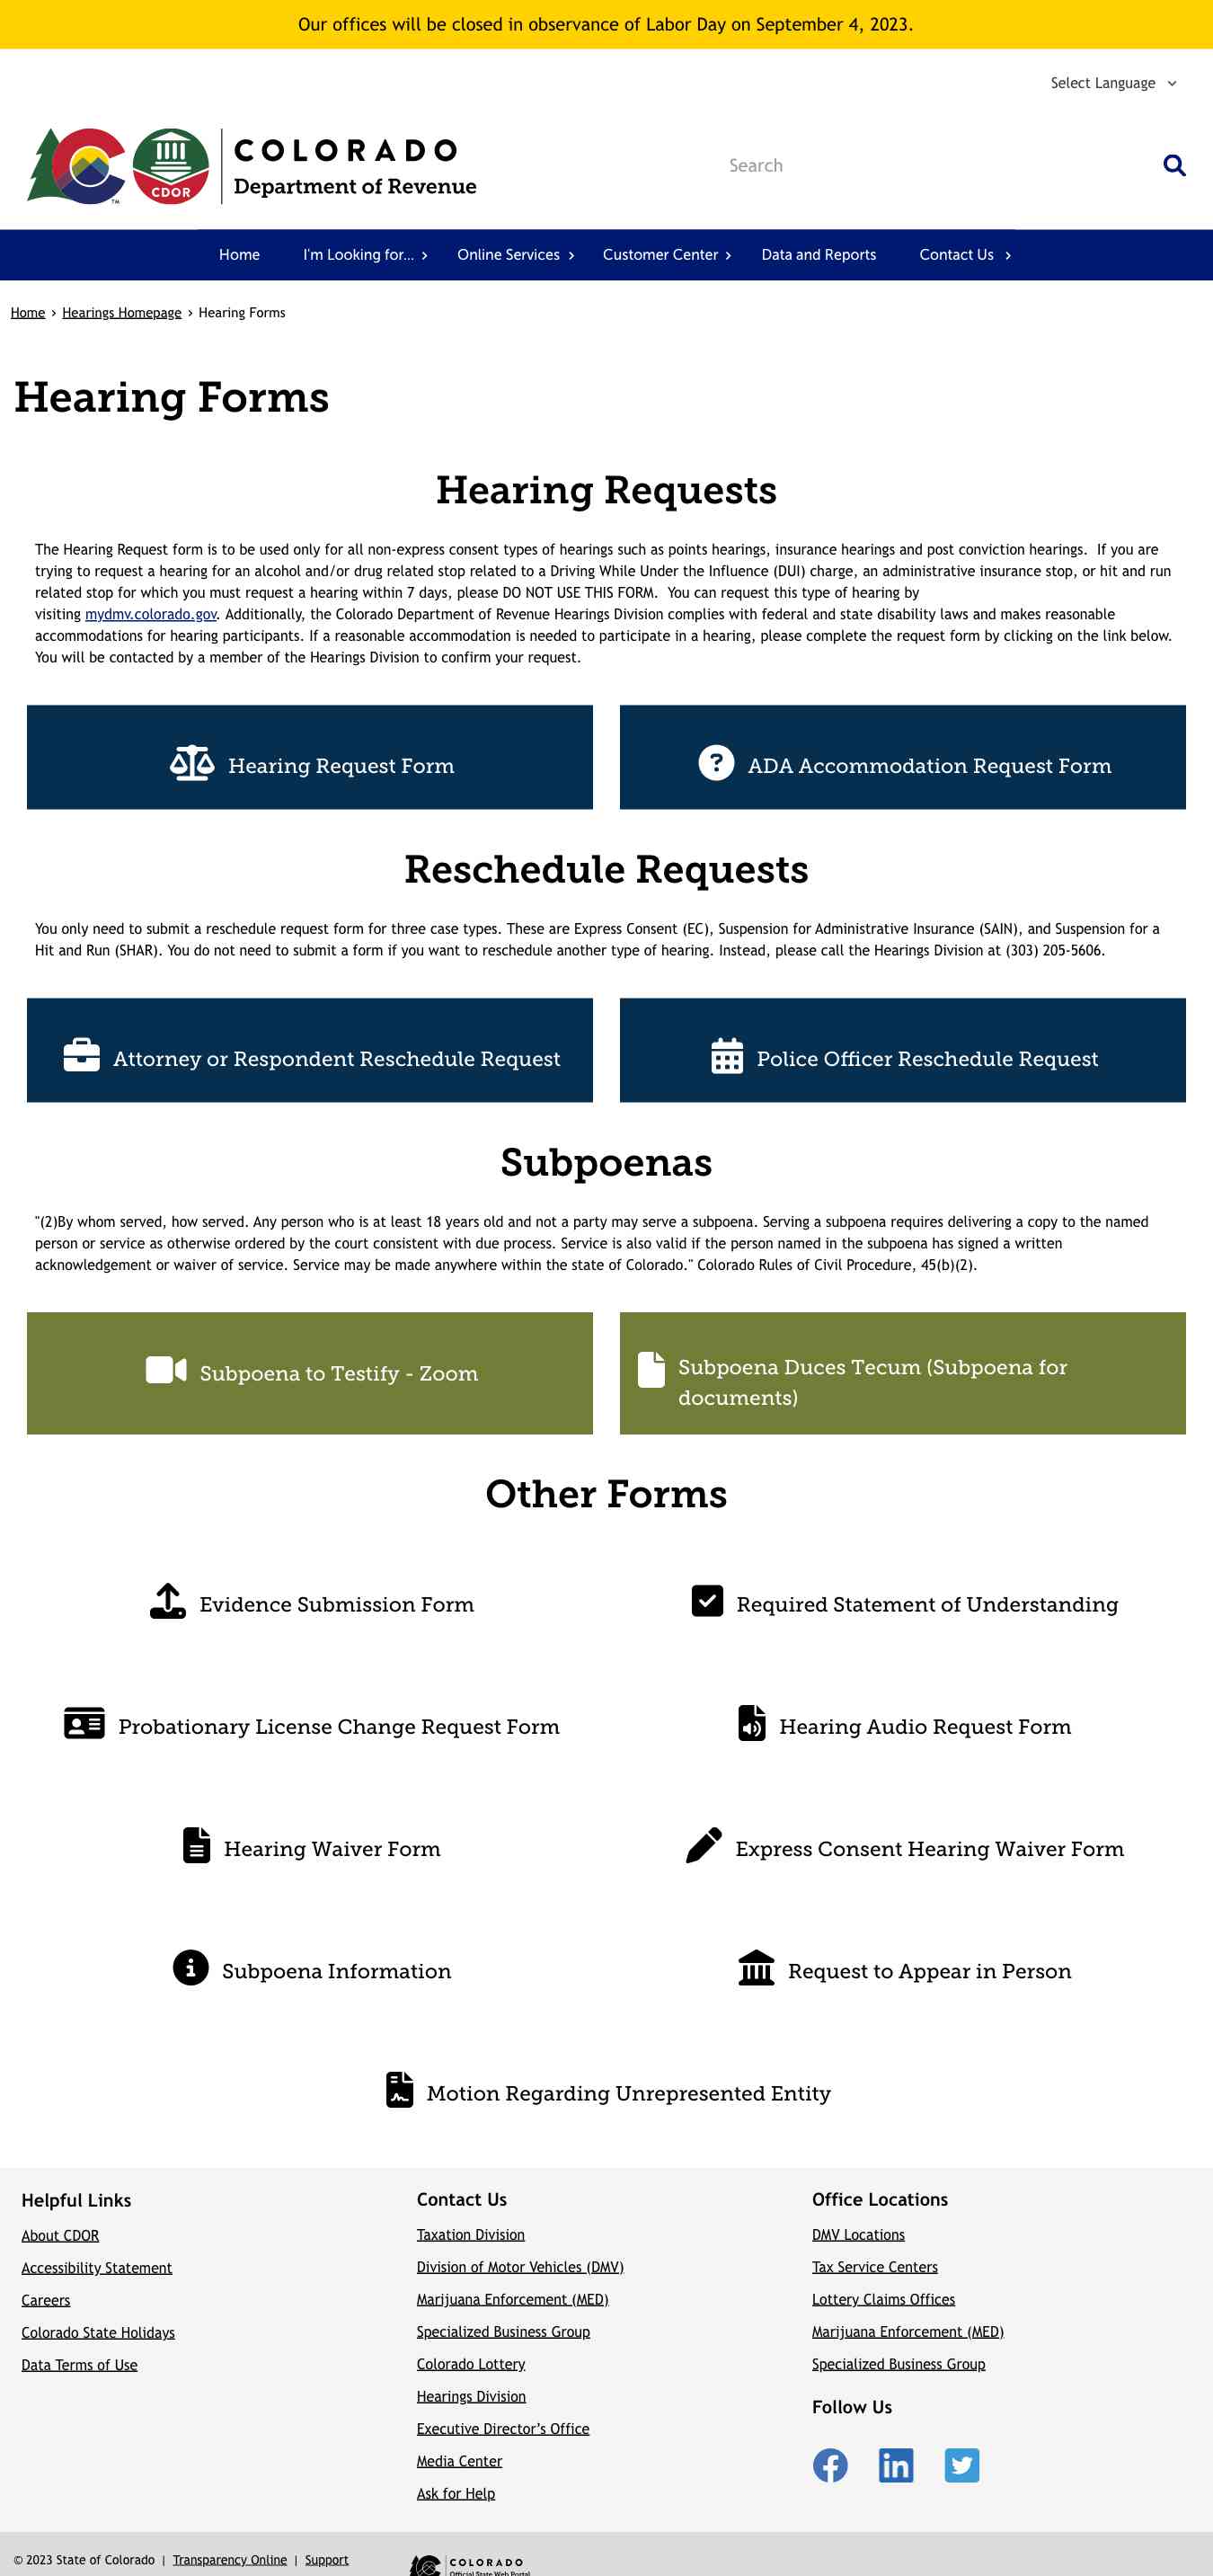 Our offices will be closed in observance of Labor Day on September 4, 2023.
Select Language
COLORADO
Department of Revenue
CDOR
TM
Search
Home
I'm Looking for...
Online Services
Customer Center
Data and Reports
Contact Us
Home > Hearings Homepage > Hearing Forms
Hearing Forms
Hearing Requests
The Hearing Request form is to be used only for all non-express consent types of hearings such as points hearings, insurance hearings and post conviction hearings.  If you are
trying to request a hearing for an alcohol and/or drug related stop related to a Driving While Under the Influence (DUI) charge, an administrative insurance stop, or hit and run
related stop for which you must request a hearing within 7 days, please DO NOT USE THIS FORM.  You can request this type of hearing by
visiting mydmv.colorado.gov. Additionally, the Colorado Department of Revenue Hearings Division complies with federal and state disability laws and makes reasonable
accommodations for hearing participants. If a reasonable accommodation is needed to participate in a hearing, please complete the request form by clicking on the link below.
You will be contacted by a member of the Hearings Division to confirm your request.
Hearing Request Form
ADA Accommodation Request Form
Reschedule Requests
You only need to submit a reschedule request form for three case types. These are Express Consent (EC), Suspension for Administrative Insurance (SAIN), and Suspension for a
Hit and Run (SHAR). You do not need to submit a form if you want to reschedule another type of hearing. Instead, please call the Hearings Division at (303) 205-5606.
Attorney or Respondent Reschedule Request
Police Officer Reschedule Request
Subpoenas
"(2)By whom served, how served. Any person who is at least 18 years old and not a party may serve a subpoena. Serving a subpoena requires delivering a copy to the named
person or service as otherwise ordered by the court consistent with due process. Service is also valid if the person named in the subpoena has signed a written
acknowledgement or waiver of service. Service may be made anywhere within the state of Colorado." Colorado Rules of Civil Procedure, 45(b)(2).
Subpoena to Testify - Zoom
Subpoena Duces Tecum (Subpoena for
documents)
Other Forms
Evidence Submission Form
Required Statement of Understanding
Probationary License Change Request Form
Hearing Audio Request Form
Hearing Waiver Form
Express Consent Hearing Waiver Form
Subpoena Information
Request to Appear in Person
Motion Regarding Unrepresented Entity
Helpful Links
About CDOR
Accessibility Statement
Careers
Colorado State Holidays
Data Terms of Use
Contact Us
Taxation Division
Division of Motor Vehicles (DMV)
Marijuana Enforcement (MED)
Specialized Business Group
Colorado Lottery
Hearings Division
Executive Director's Office
Media Center
Ask for Help
Office Locations
DMV Locations
Tax Service Centers
Lottery Claims Offices
Marijuana Enforcement (MED)
Specialized Business Group
Follow Us
© 2023 State of Colorado | Transparency Online | Support
COLORADO
Official State Web Portal